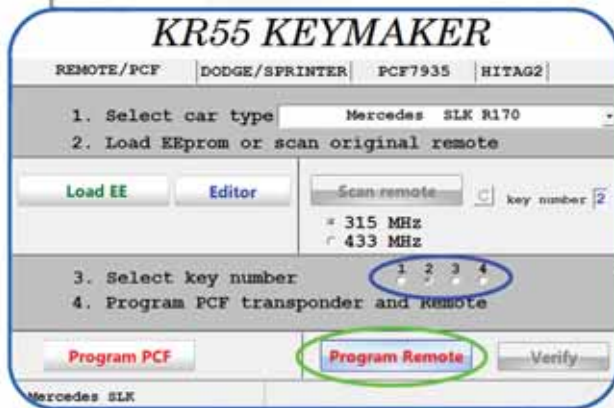 KR55 KEYMAKER
REMOTE/PCF DODGE/SPRINTER PCF7935 HITAG2
1. Select car type Mercedes SLK R170
2. Load EEprom or scan original remote
Load EE Editor Scan remote C key number 2
315 MHz
433 MHz
3. Select key number 1 2 3 4
4. Program PCF transponder and Remote
Program PCF Program Remote Verify
Mercedes SLK